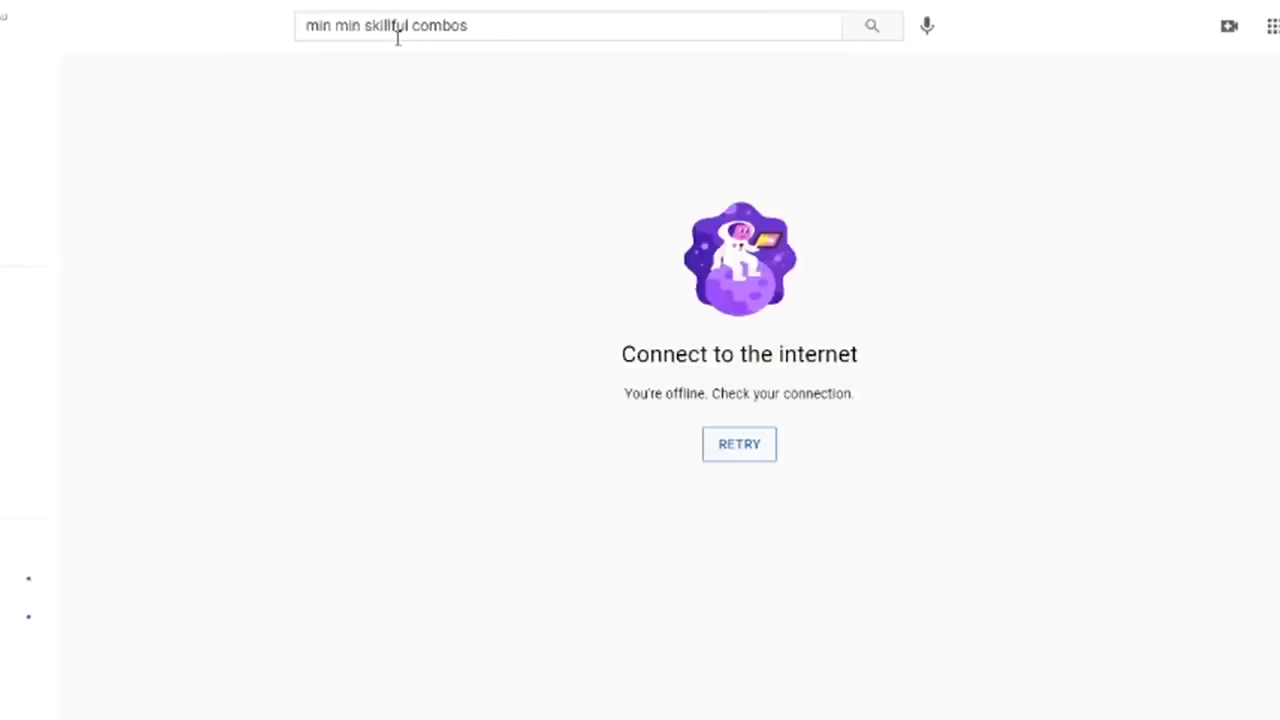 min min skillful combos
Connect to the internet
You're offline. Check your connection.
RETRY